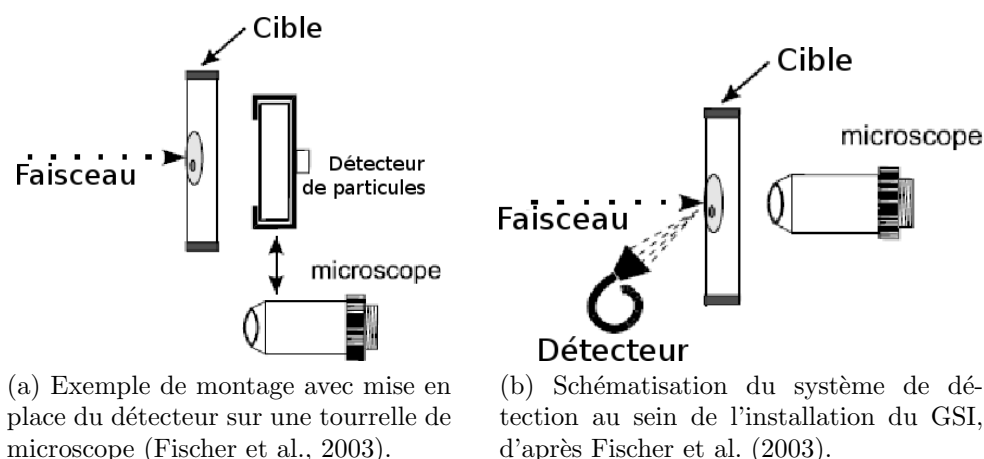 Cible
Faisceau
Détecteur
de particules
microscope
(a) Exemple de montage avec mise en
place du détecteur sur une tourrelle de
microscope (Fischer et al., 2003).
Cible
microscope
Faisceau
Détecteur
(b) Schématisation du système de dé-
tection au sein de l'installation du GSI,
d'après Fischer et al. (2003).